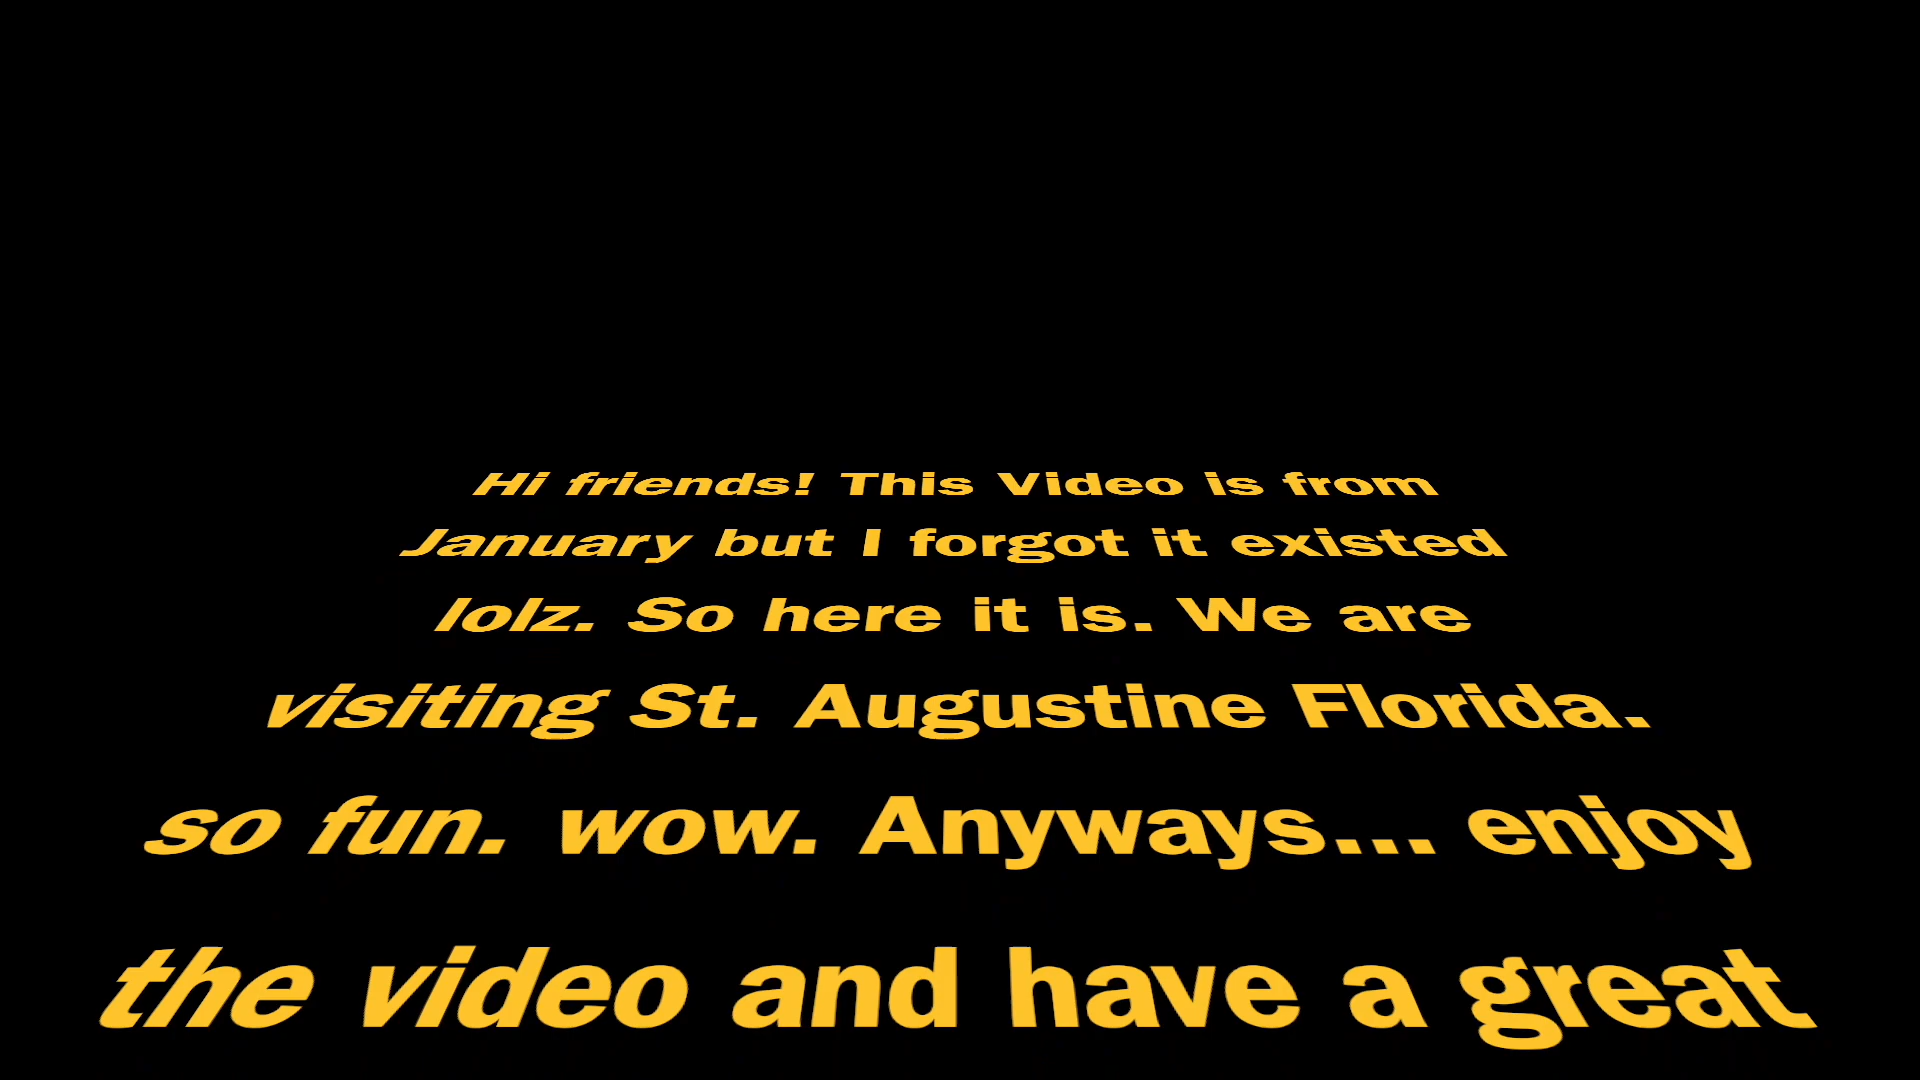 Hi friends! This Video is from
January but I forgot it existed
lolz. So here it is. We are
visiting St. Augustine Florida.
so fun. wow. Anyways... enjoy
the video and have a great